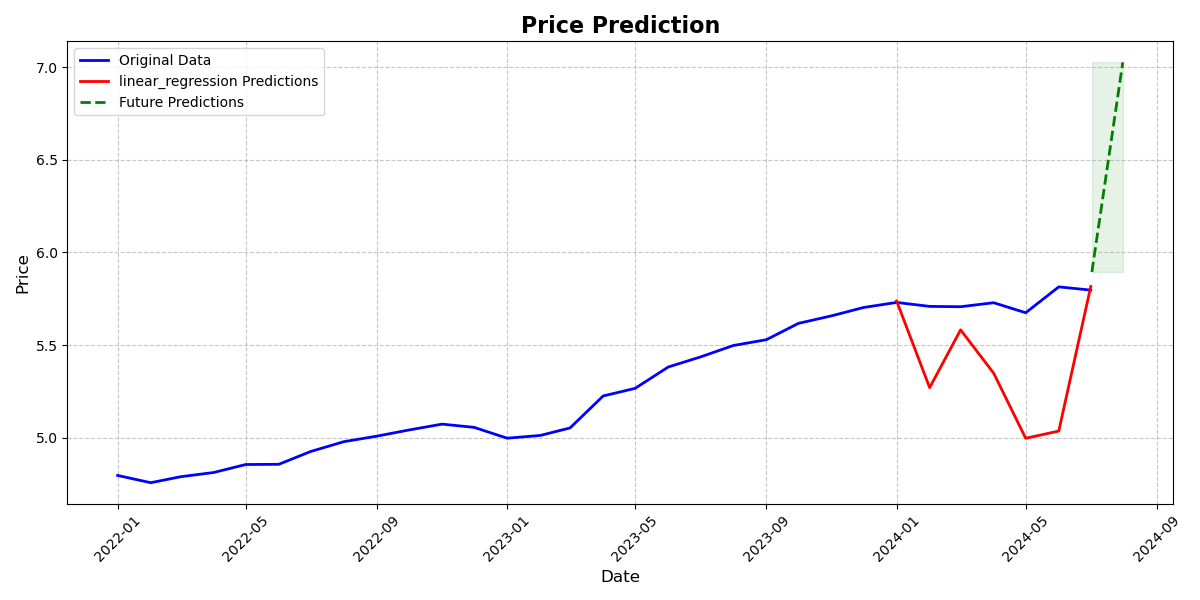 Price Prediction
Original Data
linear_regression Predictions
Future Predictions
Price
7.0
6.5
6.0
5.5
5.0
2022-01
2022-05
2022-09
2023-01
2023-05
2023-09
2024-01
2024-05
2024-09
Date